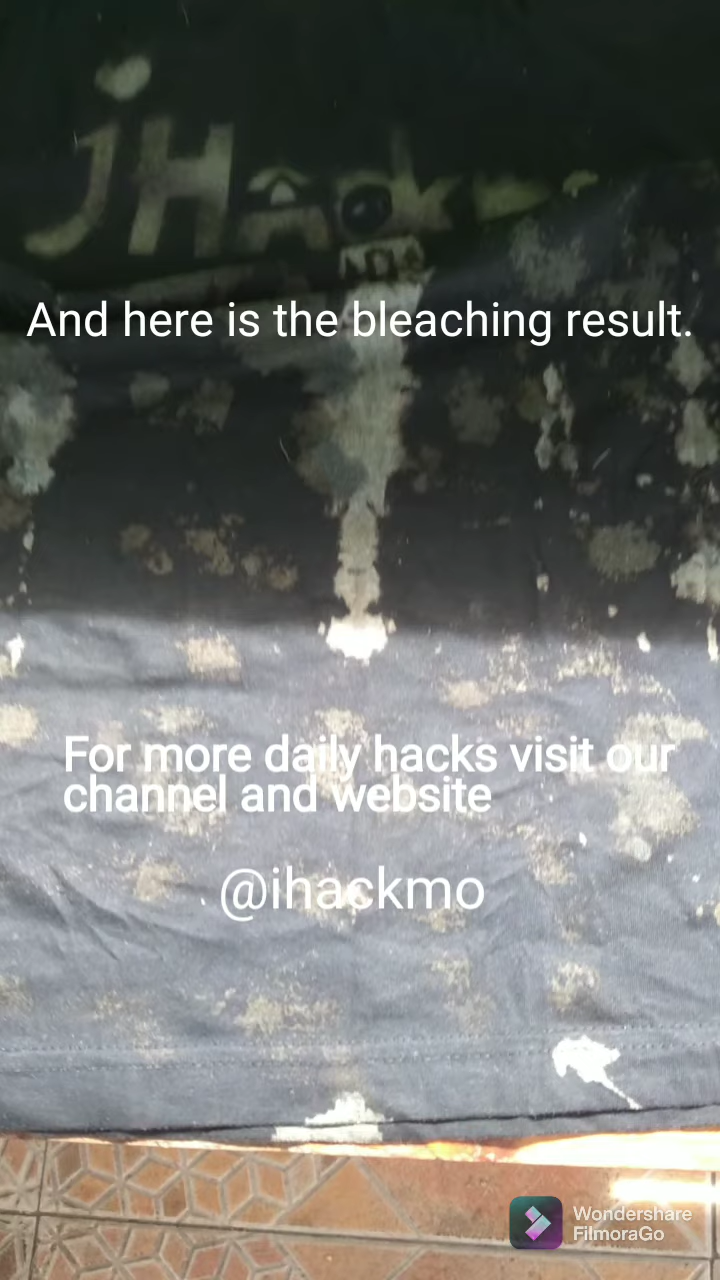 iHack
And here is the bleaching result.
For more daily hacks visit our
channel and website
@ihackmo
Wondershare
FilmoraGo